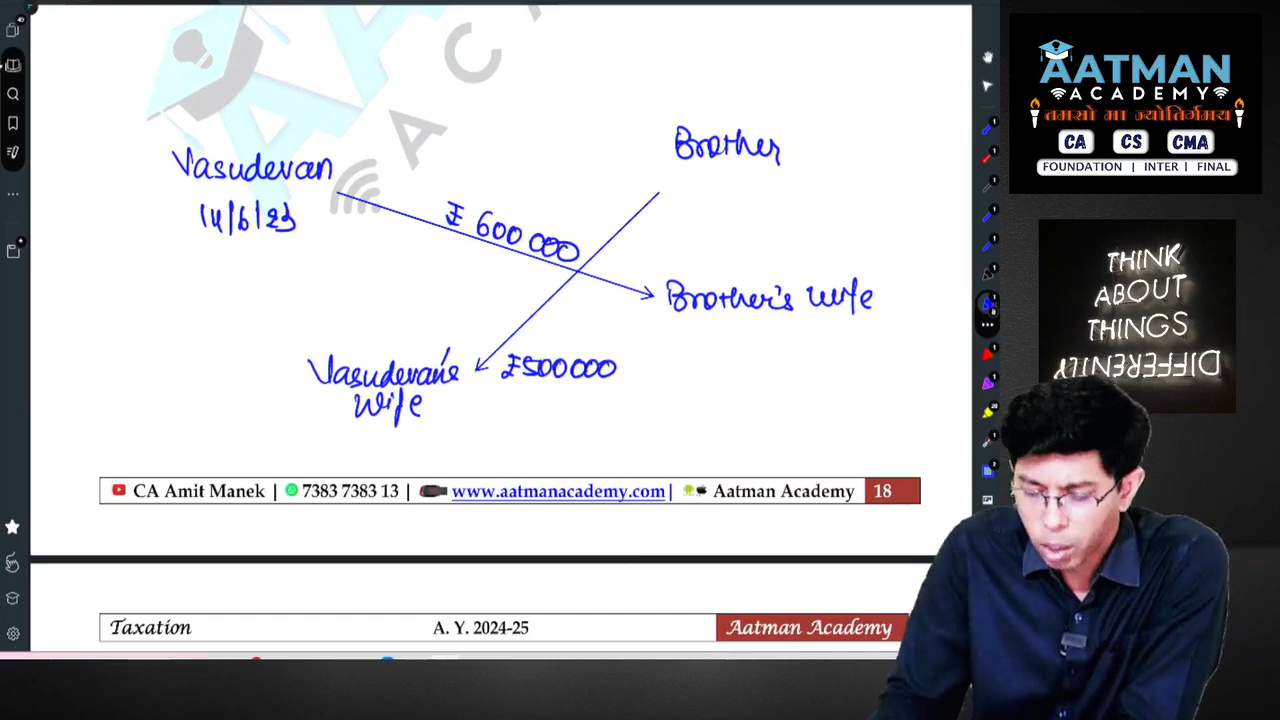 A C A
Vasudevan
14/6/23
Brother
₹ 600 000
Brother's wife
Vasudevan's
Wife
₹500000
CA Amit Manek | 7383 7383 13 | www.aatmanacademy.com| Aatman Academy 18
Taxation A. Y. 2024-25 Aatman Academy
AATMAN
ACADEMY
तमसो मा ज्योतिर्गमय
CA CS CMA
FOUNDATION | INTER | FINAL
THINK
ABOUT
THINGS
DIFFERENTLY